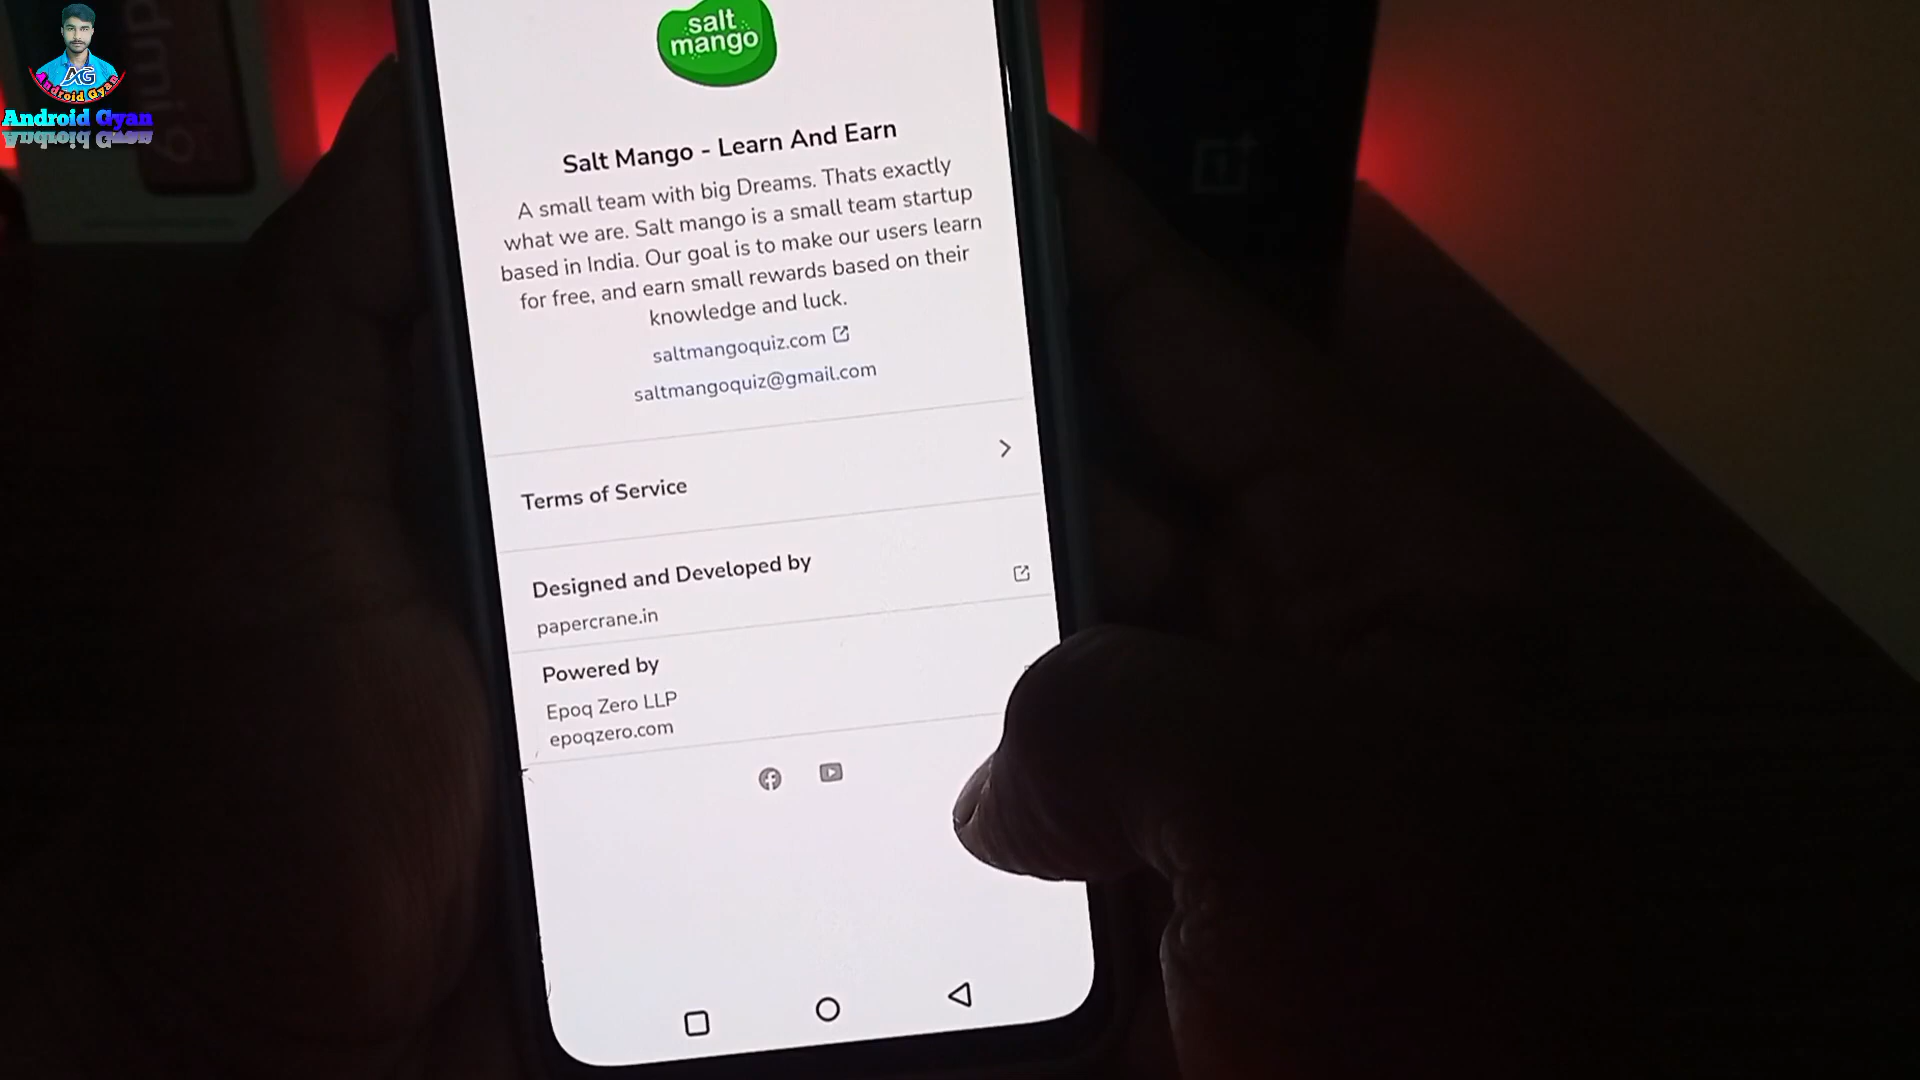 AG
Android Gyan
Android Gyan
salt
mango
Salt Mango - Learn And Earn
A small team with big Dreams. Thats exactly
what we are. Salt mango is a small team startup
based in India. Our goal is to make our users learn
for free, and earn small rewards based on their
knowledge and luck.
saltmangoquiz.com
saltmangoquiz@gmail.com
Terms of Service
Designed and Developed by
papercrane.in
Powered by
Epoq Zero LLP
epoqzero.com